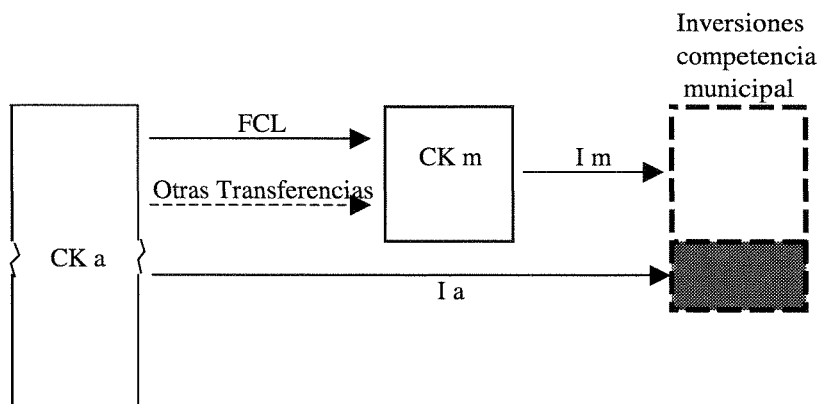 Inversiones
competencia
municipal
FCL
CK m
I m
Otras Transferencias
CK a
I a